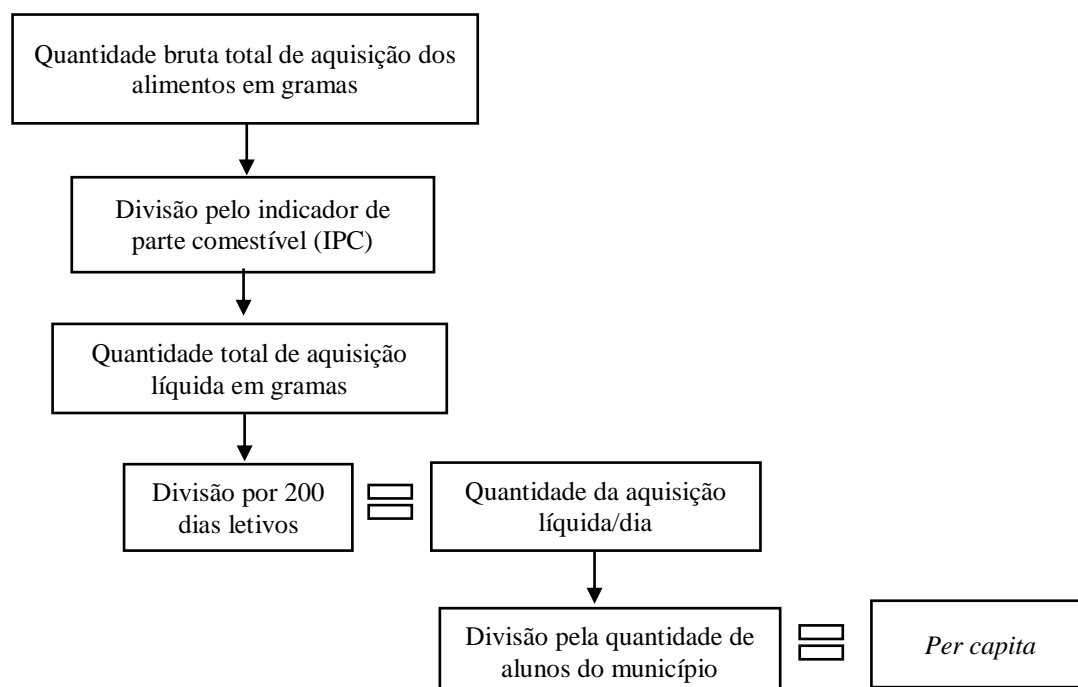 Quantidade bruta total de aquisição dos
alimentos em gramas
Divisão pelo indicador de
parte comestível (IPC)
Quantidade total de aquisição
líquida em gramas
Divisão por 200
dias letivos
Quantidade da aquisição
líquida/dia
Divisão pela quantidade de
alunos do município
Per capita